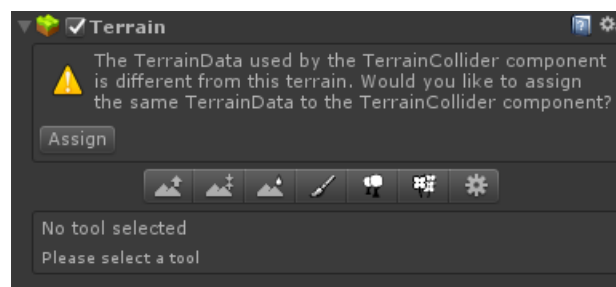 Terrain
The TerrainData used by the TerrainCollider component
is different from this terrain. Would you like to assign
the same TerrainData to the TerrainCollider component?
Assign
No tool selected
Please select a tool